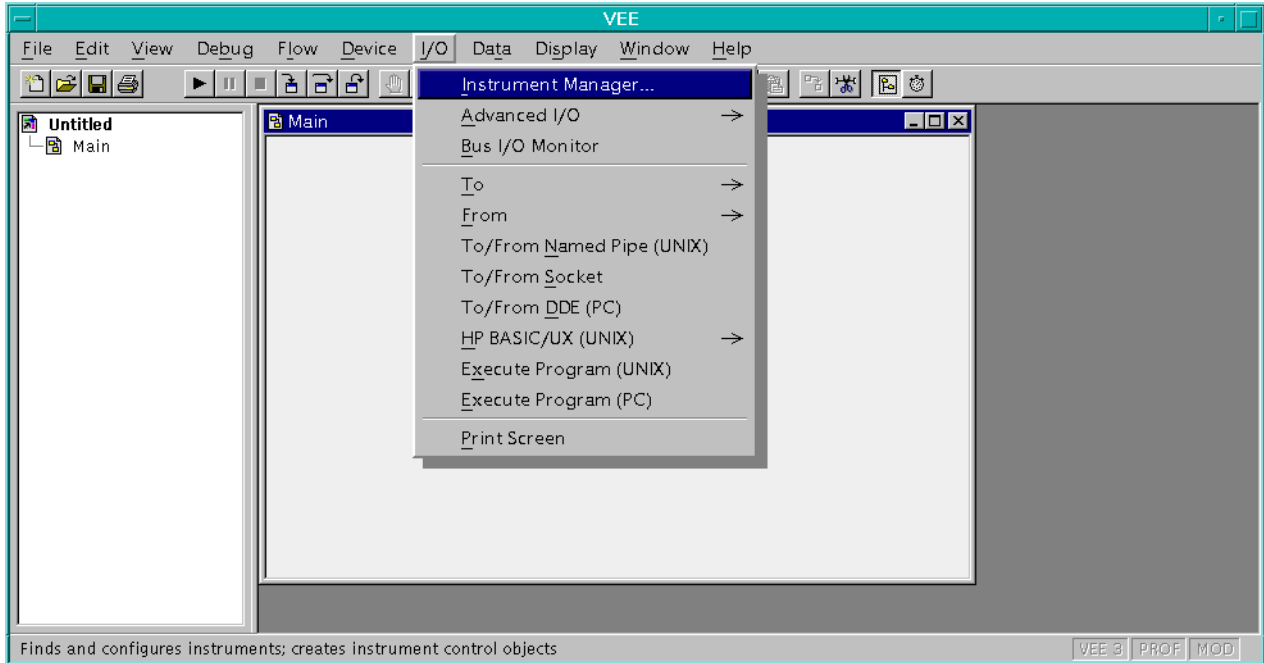 VEE
File Edit View Debug Flow Device I/O Data Display Window Help
Untitled
Main
Main
Instrument Manager...
Advanced I/O
Bus I/O Monitor
To
From
To/From Named Pipe (UNIX)
To/From Socket
To/From DDE (PC)
HP BASIC/UX (UNIX)
Execute Program (UNIX)
Execute Program (PC)
Print Screen
Finds and configures instruments; creates instrument control objects
VEE 3 PROF MOD